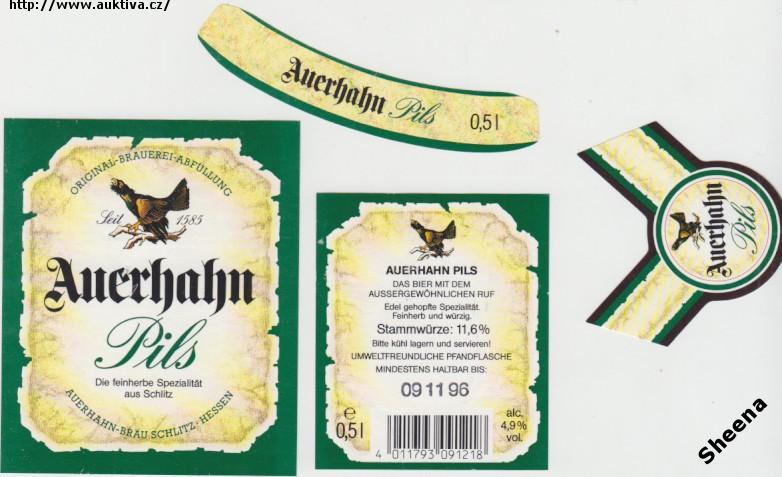 http://www.auktiva.cz/
Auerhahn Pils 0,5 l
ORIGINAL-BRAUEREI-ABFÜLLUNG
Seit 1585
Auerhahn
Pils
Die feinherbe Spezialität
aus Schlitz
AUERHAHN-BRÄU SCHLITZ, HESSEN
AUERHAHN PILS
DAS BIER MIT DEM
AUSSERGEWÖHNLICHEN RUF
Edel gehopfte Spezialität.
Feinherb und würzig.
Stammwürze: 11,6%
Bitte kühl lagern und servieren!
UMWELTFREUNDLICHE PFANDFLASCHE
MINDESTENS HALTBAR BIS:
09 11 96
e
0,5 l
alc.
4,9%
vol.
4 011793 091218
Auerhahn
Pils
Sheena